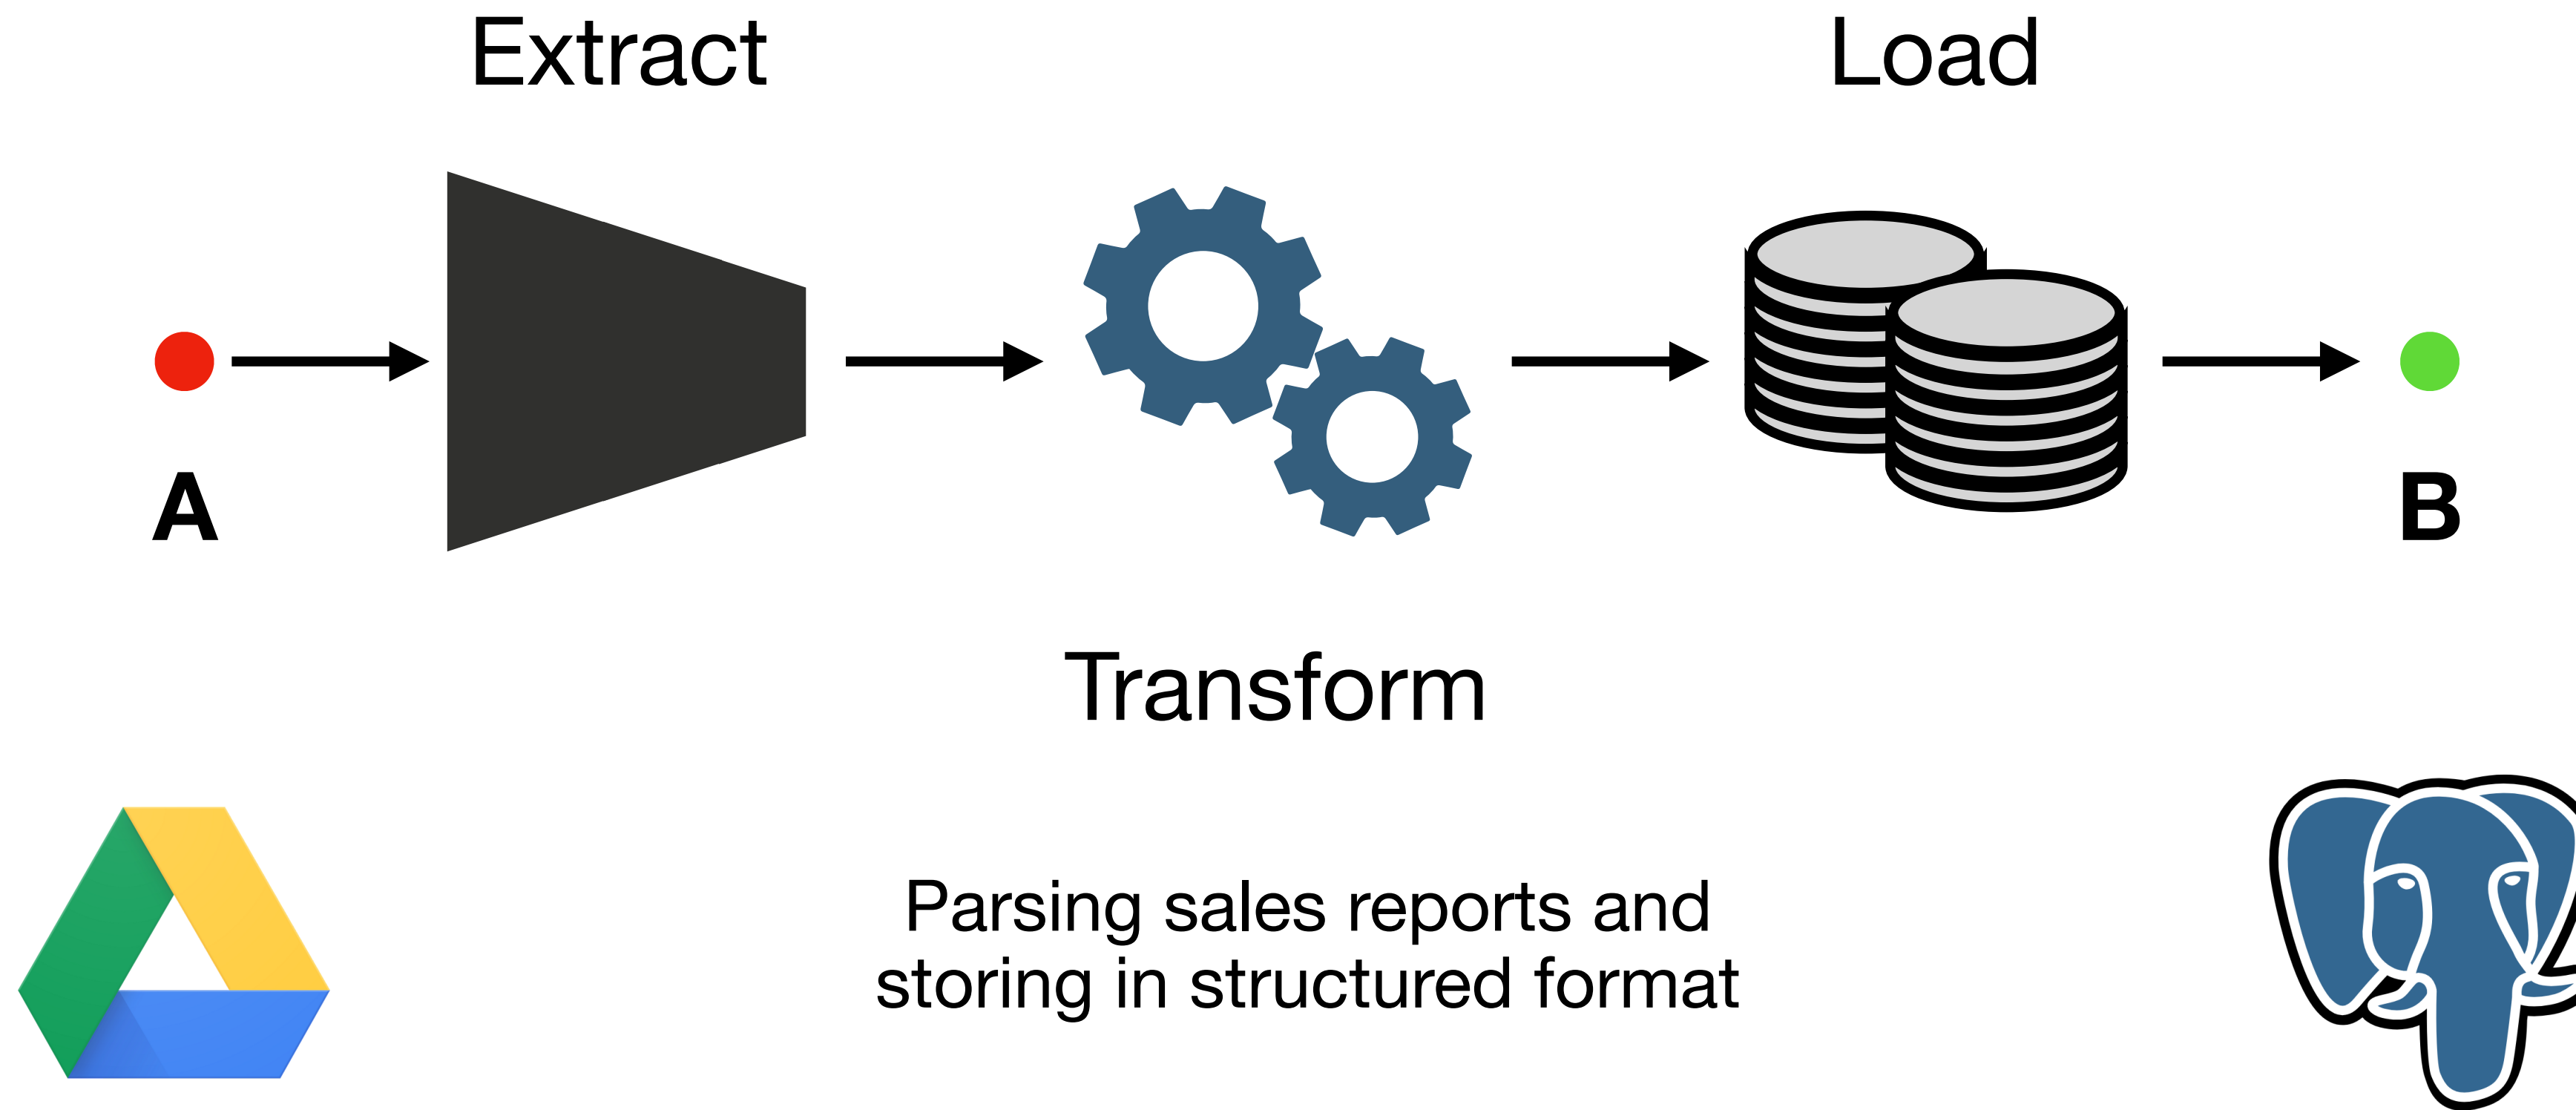 Extract
Load
A
B
Transform
Parsing sales reports and
storing in structured format